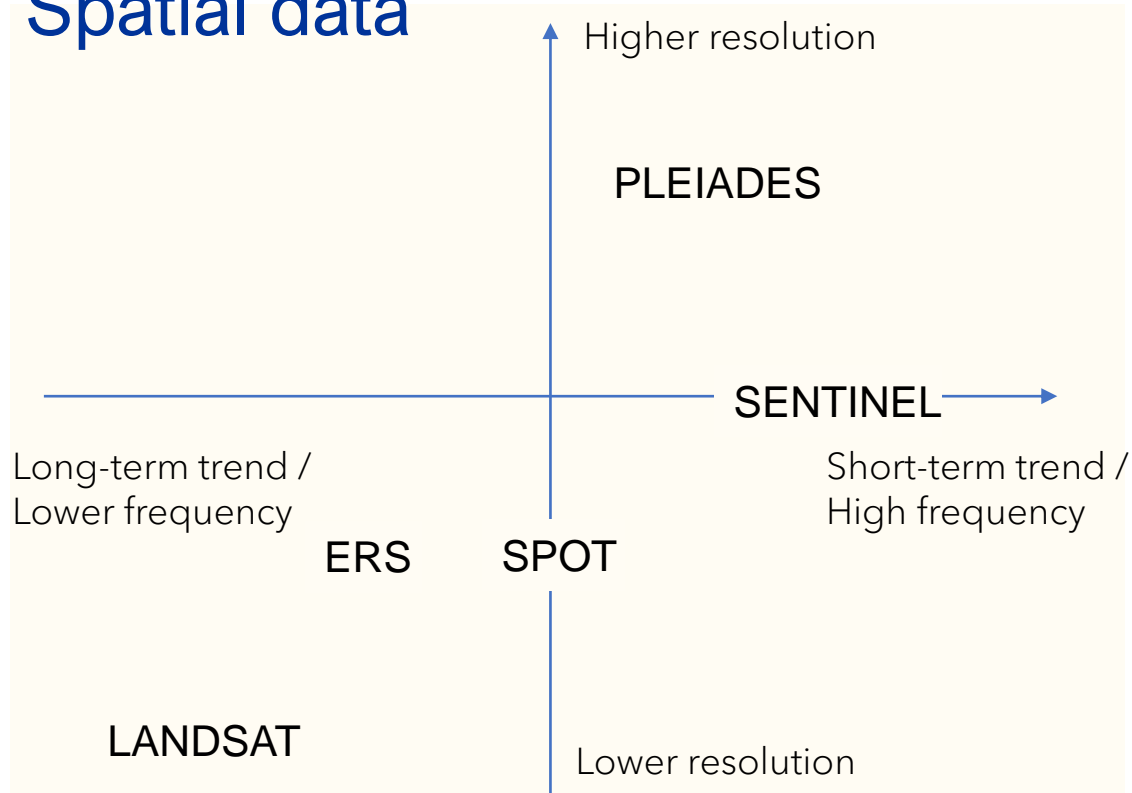 Spatial data
Higher resolution
PLEIADES
SENTINEL
Long-term trend /
Lower frequency
Short-term trend /
High frequency
ERS
SPOT
LANDSAT
Lower resolution